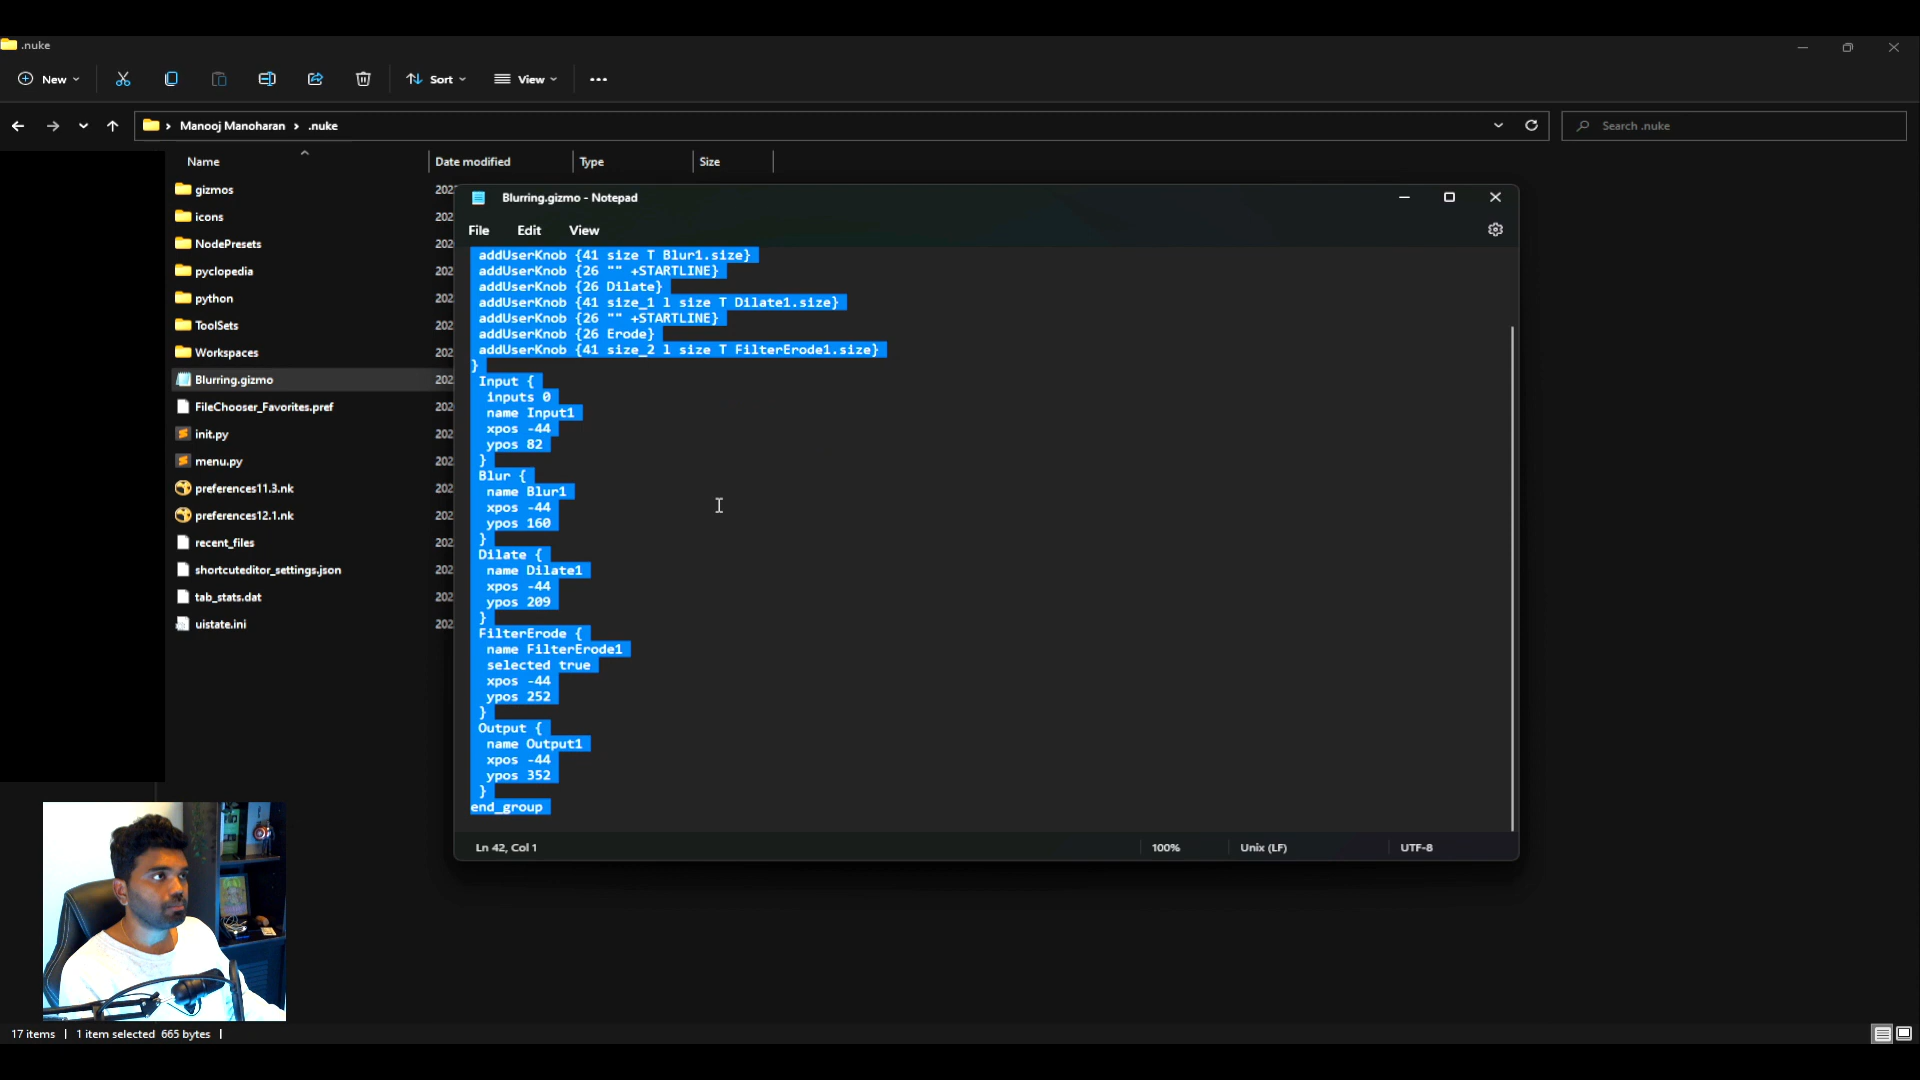 .nuke
New
Sort
View
Manooj Manoharan
.nuke
Search .nuke
Name
Date modified
Type
Size
gizmos
icons
NodePresets
pyclopedia
python
ToolSets
Workspaces
Blurring.gizmo
FileChooser_Favorites.pref
init.py
menu.py
preferences11.3.nk
preferences12.1.nk
recent_files
shortcuteditor_settings.json
tab_stats.dat
uistate.ini
Blurring.gizmo - Notepad
File
Edit
View
addUserKnob {41 size T Blur1.size}
addUserKnob {26 "" +STARTLINE}
addUserKnob {26 Dilate}
addUserKnob {41 size_1 l size T Dilate1.size}
addUserKnob {26 "" +STARTLINE}
addUserKnob {26 Erode}
addUserKnob {41 size_2 l size T FilterErode1.size}
}
Input {
inputs 0
name Input1
xpos -44
ypos 82
}
Blur {
name Blur1
xpos -44
ypos 160
}
Dilate {
name Dilate1
xpos -44
ypos 209
}
FilterErode {
name FilterErode1
selected true
xpos -44
ypos 252
}
Output {
name Output1
xpos -44
ypos 352
}
end_group
Ln 42, Col 1
100%
Unix (LF)
UTF-8
17 items
1 item selected 665 bytes